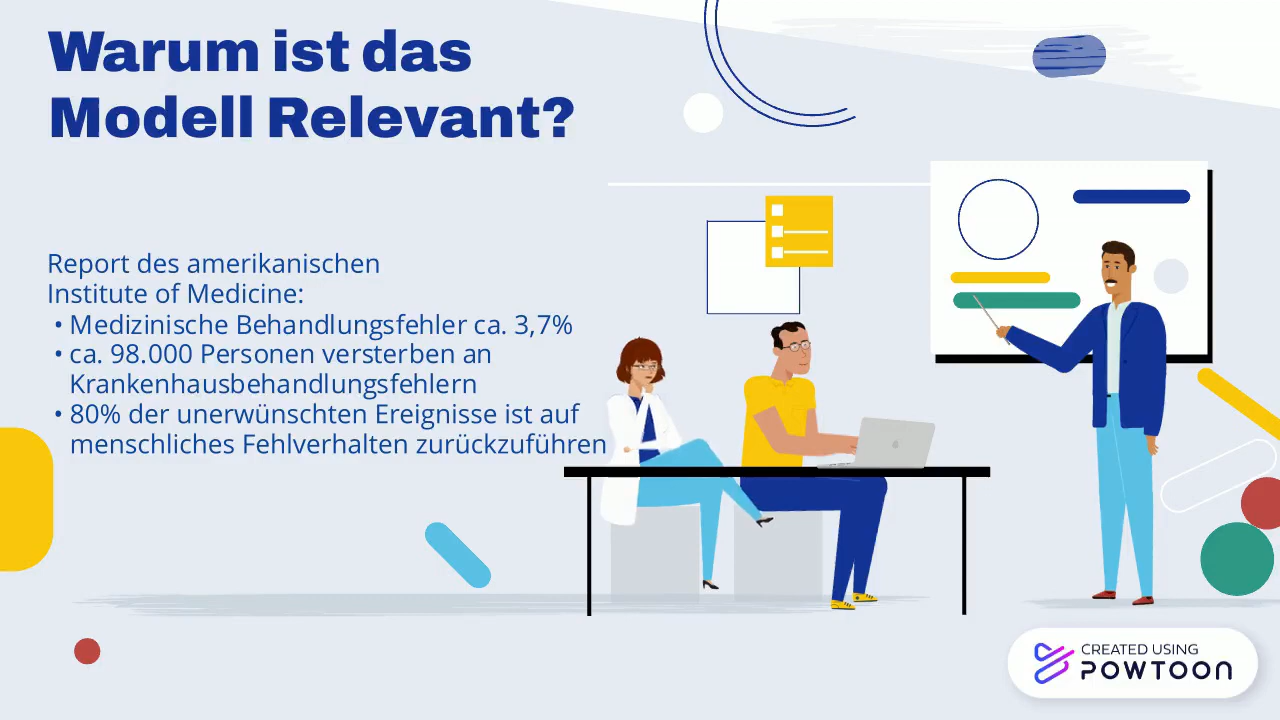 Warum ist das
Modell Relevant?
Report des amerikanischen
Institute of Medicine:
• Medizinische Behandlungsfehler ca. 3,7%
• ca. 98.000 Personen versterben an
Krankenhausbehandlungsfehlern
• 80% der unerwünschten Ereignisse ist auf
menschliches Fehlverhalten zurückzuführen
CREATED USING
POWTOON